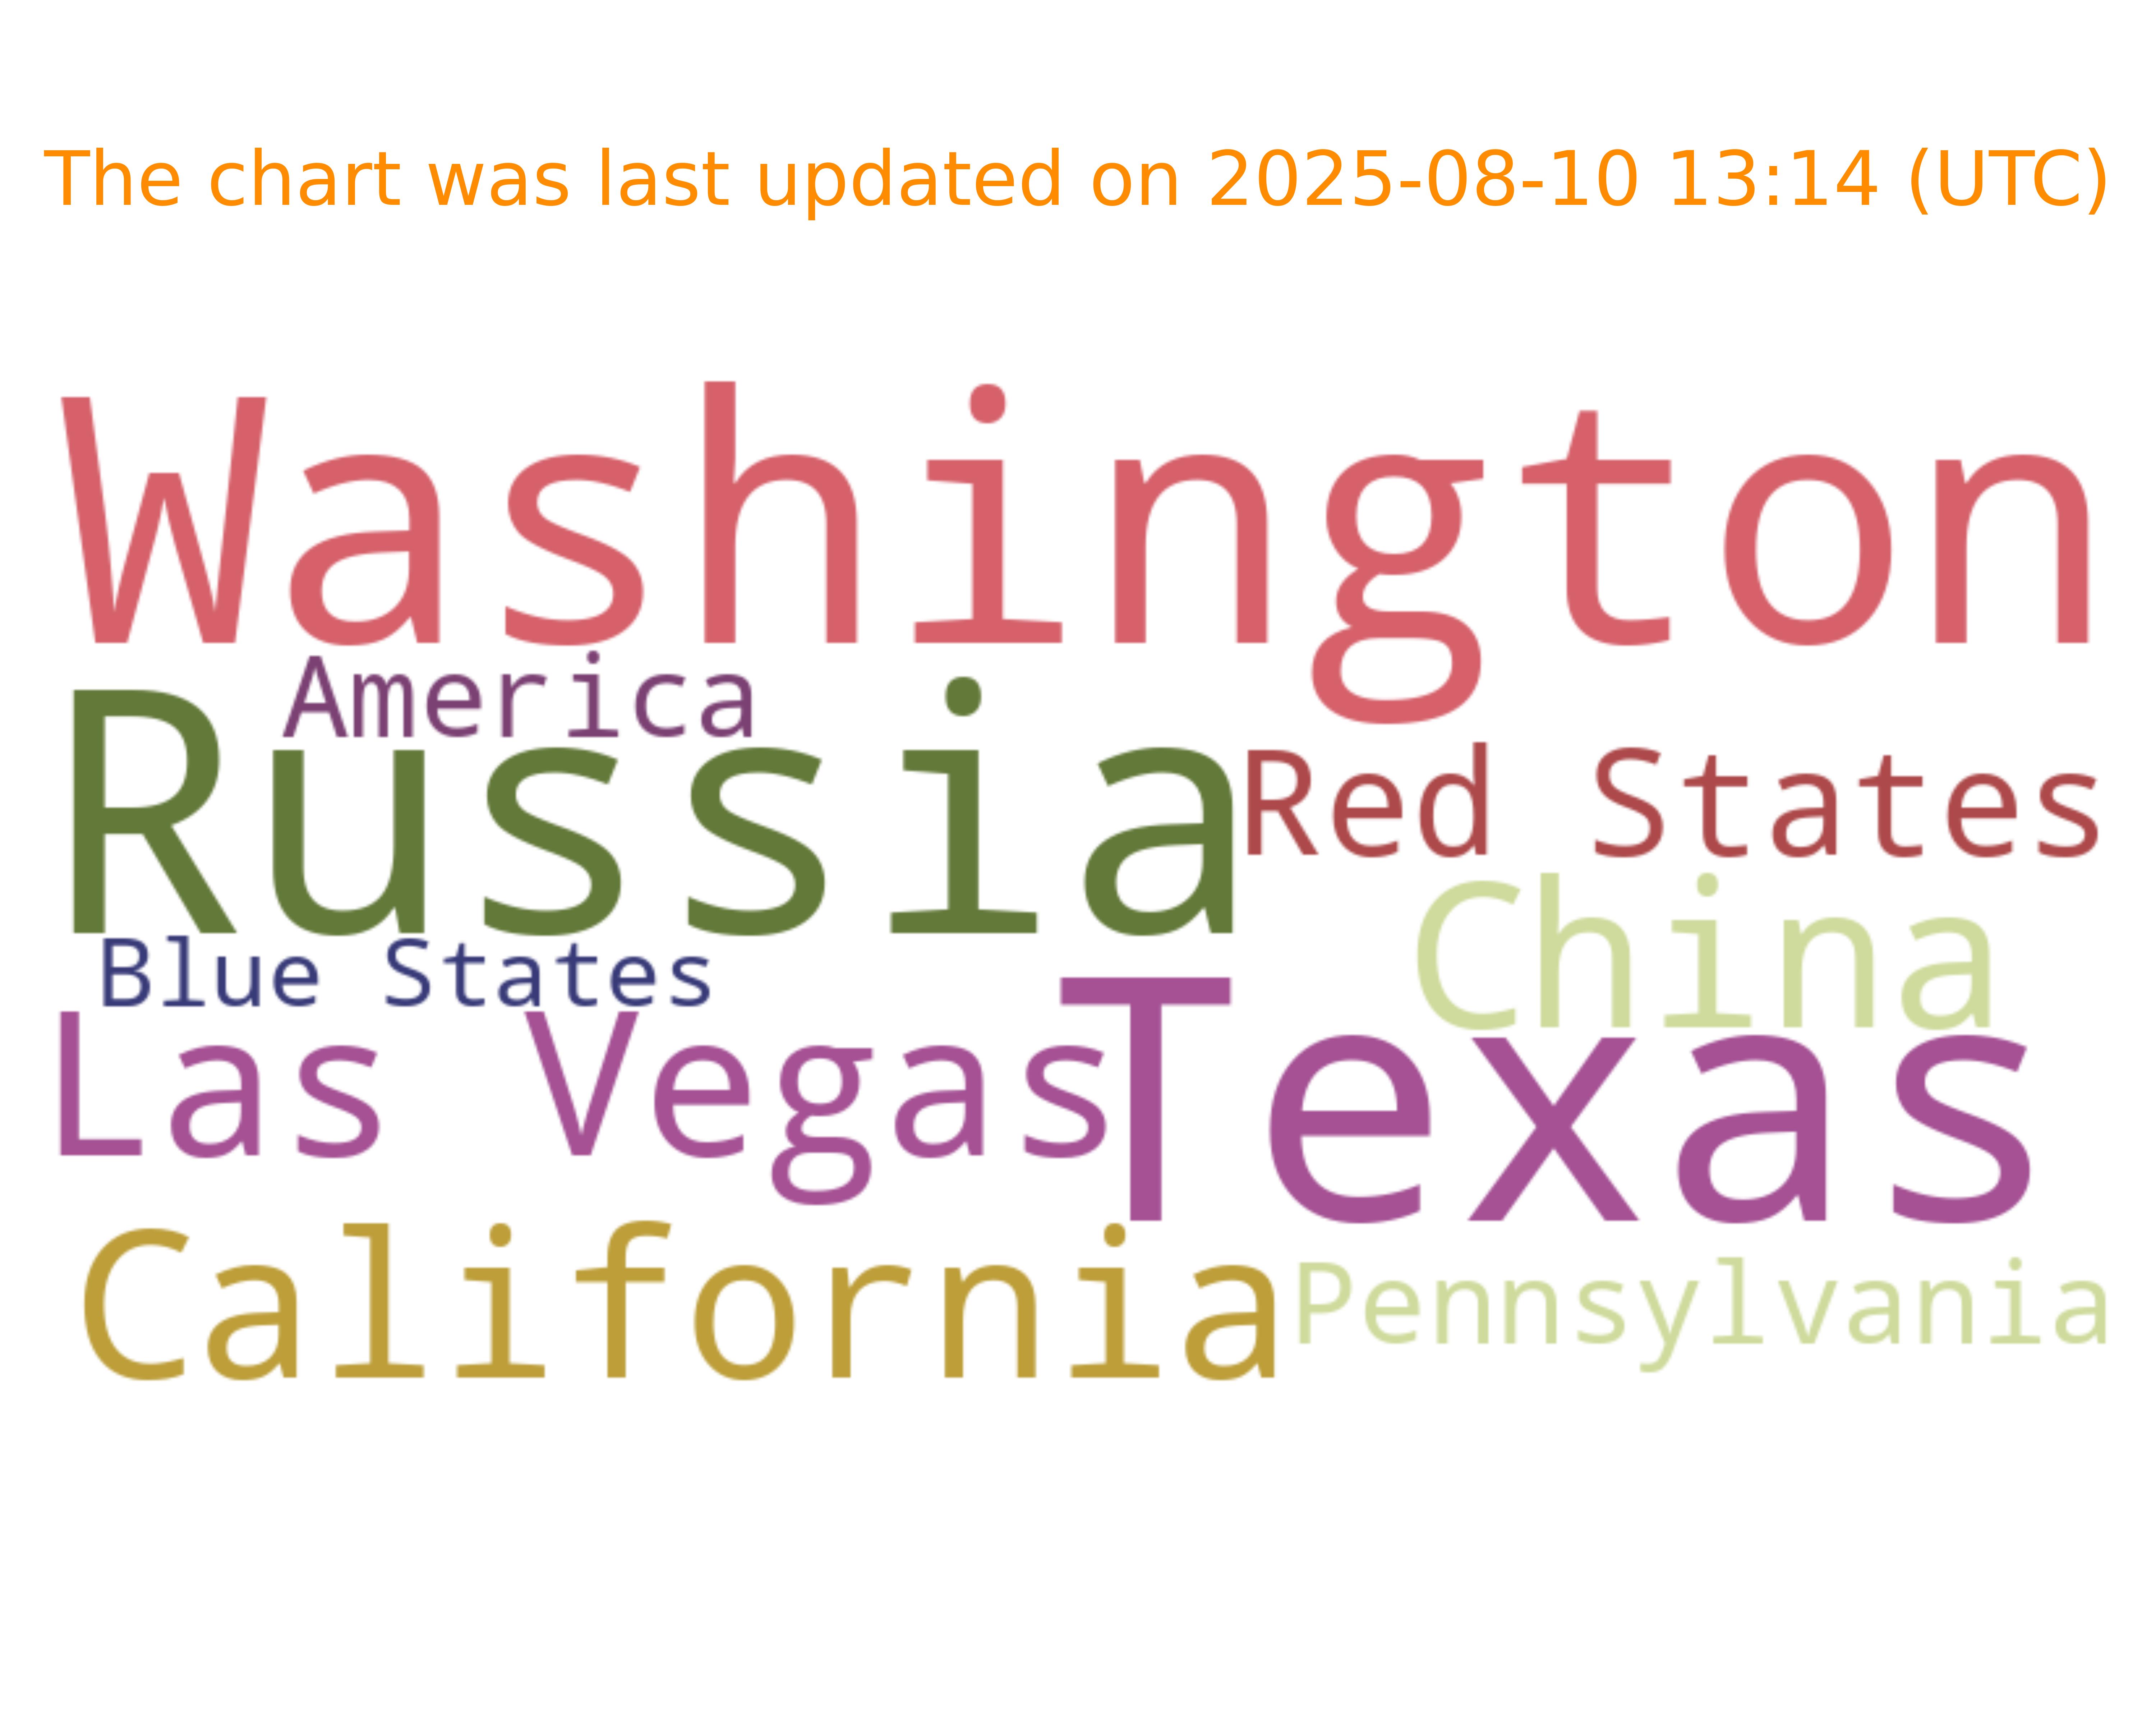 The chart was last updated on 2025-08-10 13:14 (UTC)
Washington
America
Russia
Red States
China
Blue States
Las Vegas
Texas
California
Pennsylvania